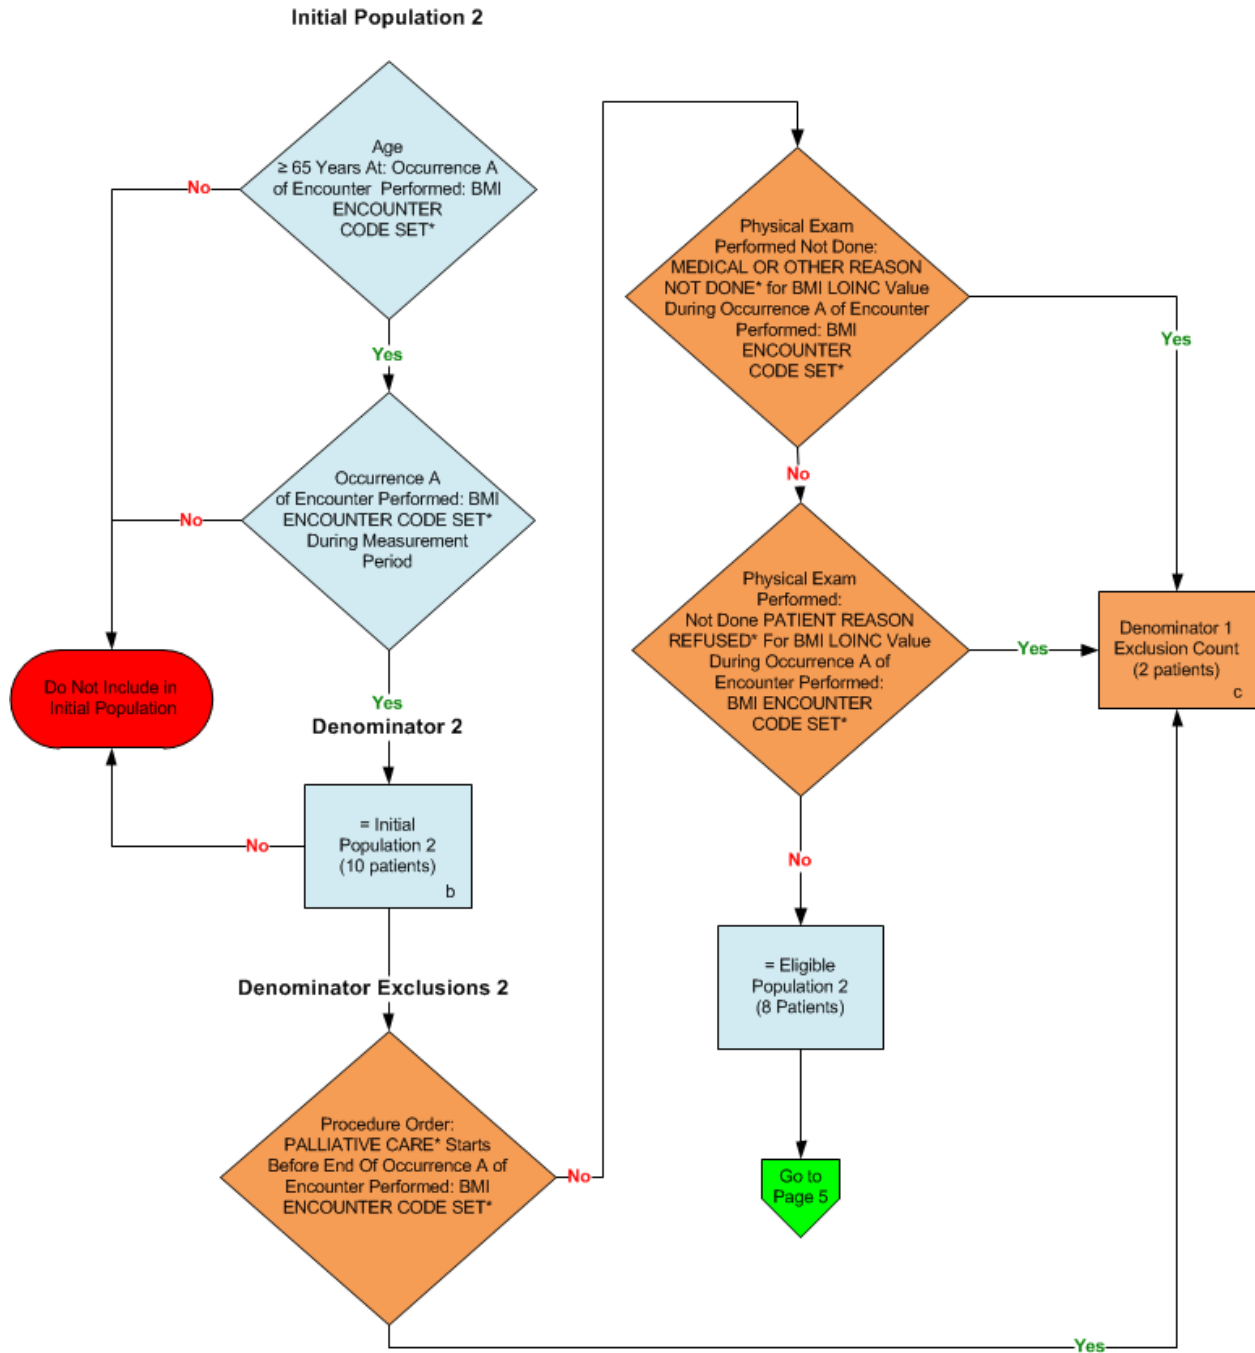 Initial Population 2
Age
≥ 65 Years At: Occurrence A
of Encounter Performed: BMI
ENCOUNTER
CODE SET*
No
Yes
Occurrence A
of Encounter Performed: BMI
ENCOUNTER CODE SET*
During Measurement
Period
No
Do Not Include in
Initial Population
Yes
Denominator 2
= Initial
Population 2
(10 patients)
b
No
Denominator Exclusions 2
Procedure Order:
PALLIATIVE CARE* Starts
Before End Of Occurrence A of
Encounter Performed: BMI
ENCOUNTER CODE SET*
No
Yes
Physical Exam
Performed Not Done:
MEDICAL OR OTHER REASON
NOT DONE* for BMI LOINC Value
During Occurrence A of Encounter
Performed: BMI
ENCOUNTER
CODE SET*
Yes
No
Physical Exam
Performed:
Not Done PATIENT REASON
REFUSED* For BMI LOINC Value
During Occurrence A of
Encounter Performed:
BMI ENCOUNTER
CODE SET*
Yes
Denominator 1
Exclusion Count
(2 patients)
c
No
= Eligible
Population 2
(8 Patients)
Go to
Page 5